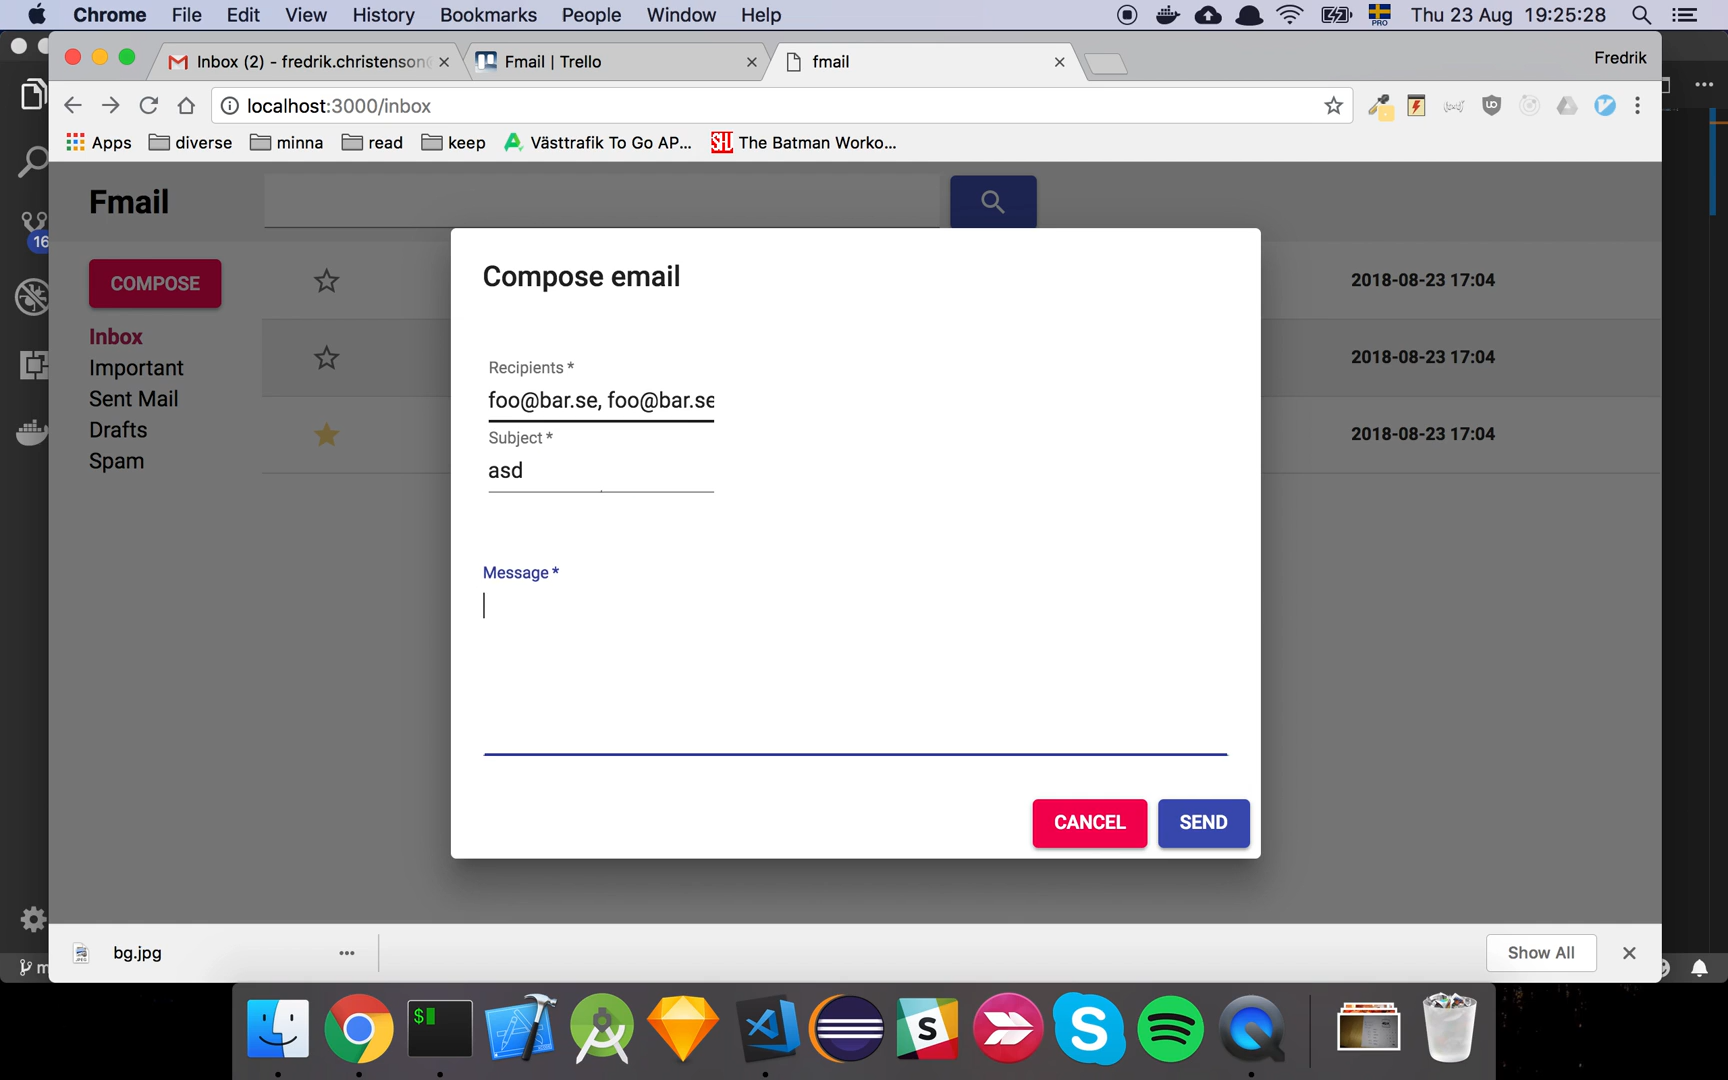 Chrome File Edit View History Bookmarks People Window Help PRO Thu 23 Aug 19:25:28
Inbox (2) - fredrik.christenson Fmail | Trello fmail Fredrik
localhost:3000/inbox
Apps diverse minna read keep Västtrafik To Go AP... SHL The Batman Worko...
Fmail
16
COMPOSE
2018-08-23 17:04
Inbox
Important
2018-08-23 17:04
Sent Mail
Drafts
2018-08-23 17:04
Spam
Compose email
Recipients *
foo@bar.se, foo@bar.se
Subject *
asd
Message *
CANCEL SEND
bg.jpg
Show All
$
S
S